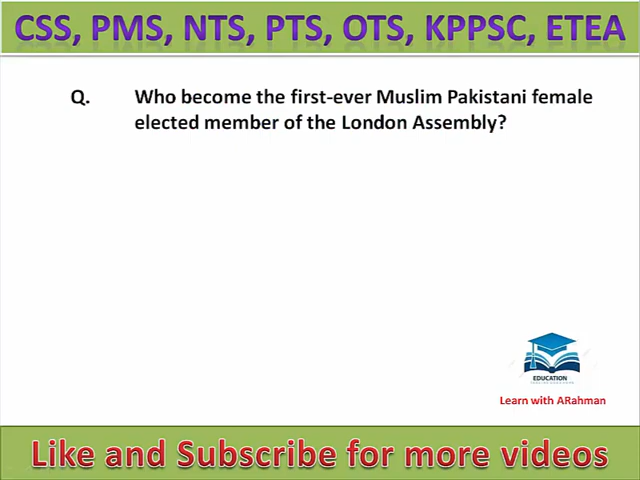 CSS, PMS, NTS, PTS, OTS, KPPSC, ETEA
Q. Who become the first-ever Muslim Pakistani female
elected member of the London Assembly?
EDUCATION
Learn with ARahman
Like and Subscribe for more videos